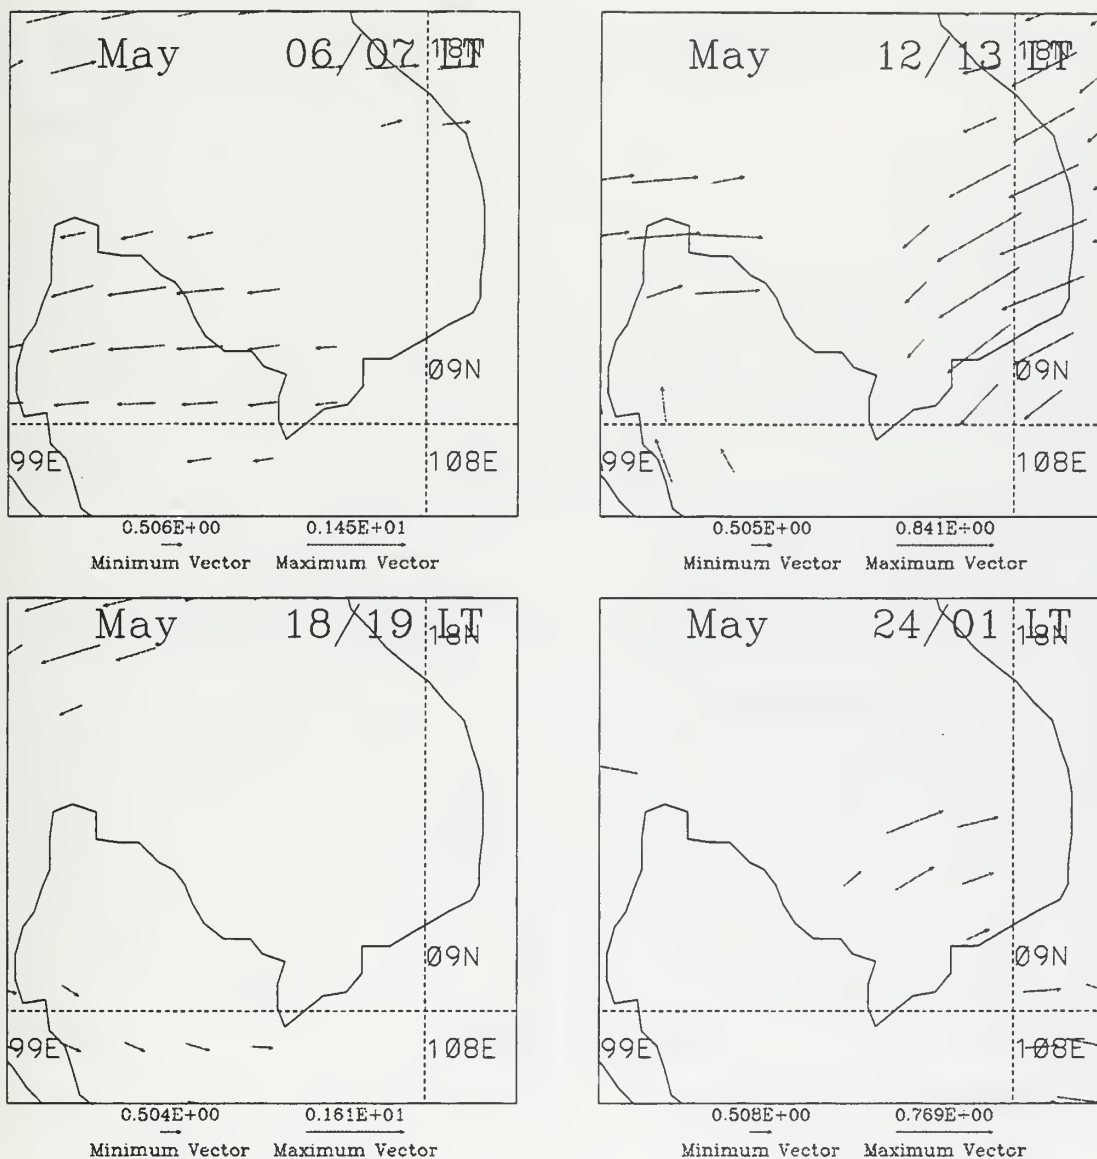 May 06/07 LT
18N
09N
99E
108E
0.506E+00 0.145E+01
Minimum Vector Maximum Vector
May 12/13 LT
18N
09N
99E
108E
0.505E+00 0.841E+00
Minimum Vector Maximum Vector
May 18/19 LT
18N
09N
99E
108E
0.504E+00 0.161E+01
Minimum Vector Maximum Vector
May 24/01 LT
18N
09N
99E
108E
0.508E+00 0.769E+00
Minimum Vector Maximum Vector